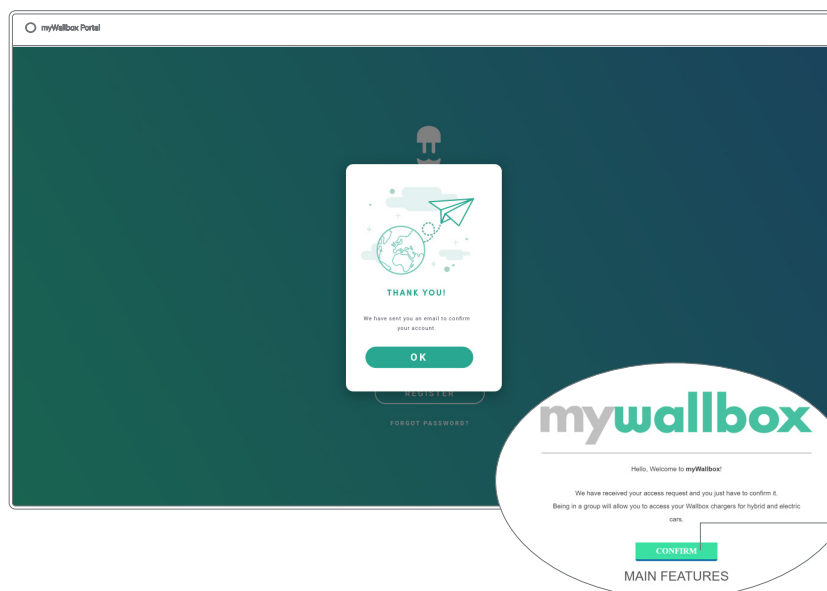 myWallbox Portal
THANK YOU!
We have sent you an email to confirm
your account.
OK
REGISTER
FORGOT PASSWORD?
mywallbox
Hello, Welcome to myWallbox!
We have received your access request and you just have to confirm it.
Being in a group will allow you to access your Wallbox chargers for hybrid and electric
cars.
CONFIRM
MAIN FEATURES